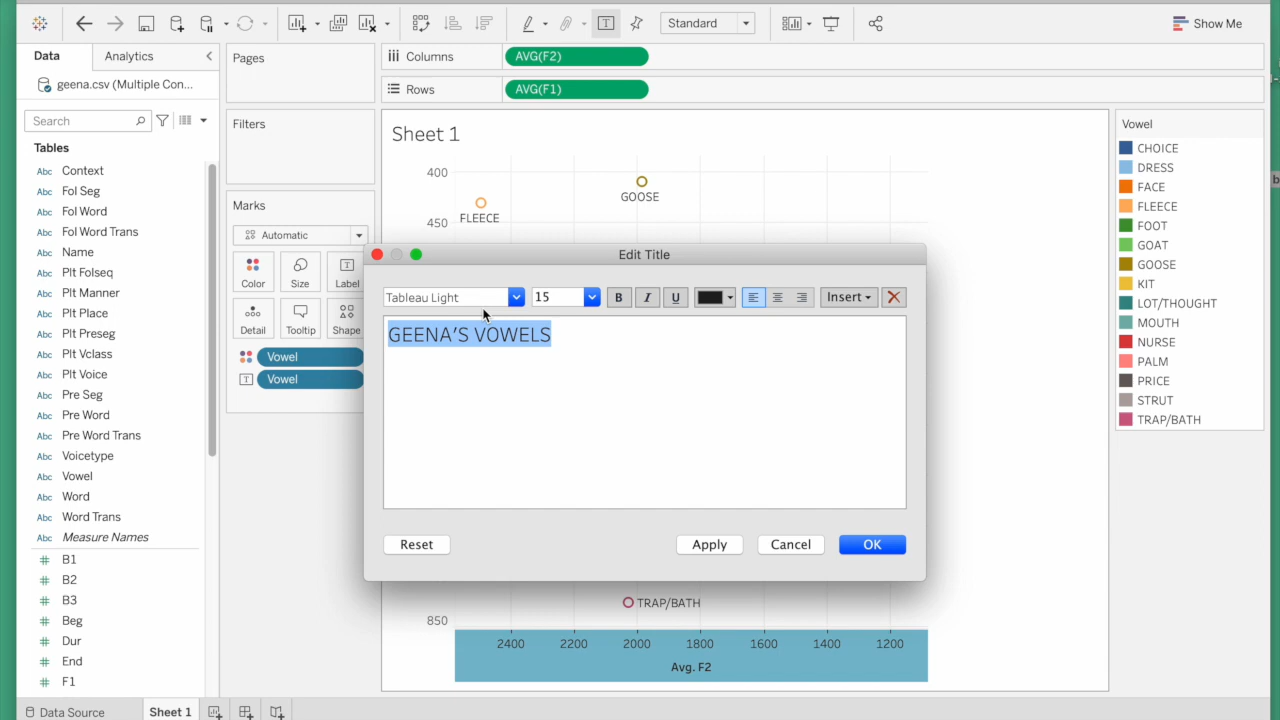 Standard
Show Me
Data
Analytics
geena.csv (Multiple Con...
Search
Tables
Abc Context
Abc Fol Seg
Abc Fol Word
Abc Fol Word Trans
Abc Name
Abc Plt Folseq
Abc Plt Manner
Abc Plt Place
Abc Plt Preseg
Abc Plt Vclass
Abc Plt Voice
Abc Pre Seg
Abc Pre Word
Abc Pre Word Trans
Abc Voicetype
Abc Vowel
Abc Word
Abc Word Trans
Abc Measure Names
# B1
# B2
# B3
# Beg
# Dur
# End
# F1
Data Source
Sheet 1
Pages
Filters
Marks
Automatic
Color
Size
Label
Detail
Tooltip
Shape
Vowel
Vowel
Columns
AVG(F2)
Rows
AVG(F1)
Sheet 1
400
GOOSE
FLEECE
450
Edit Title
Tableau Light
15
B I U
Insert
GEENA'S VOWELS
Reset
Apply
Cancel
OK
TRAP/BATH
850
2400 2200 2000 1800 1600 1400 1200
Avg. F2
Vowel
CHOICE
DRESS
FACE
FLEECE
FOOT
GOAT
GOOSE
KIT
LOT/THOUGHT
MOUTH
NURSE
PALM
PRICE
STRUT
TRAP/BATH